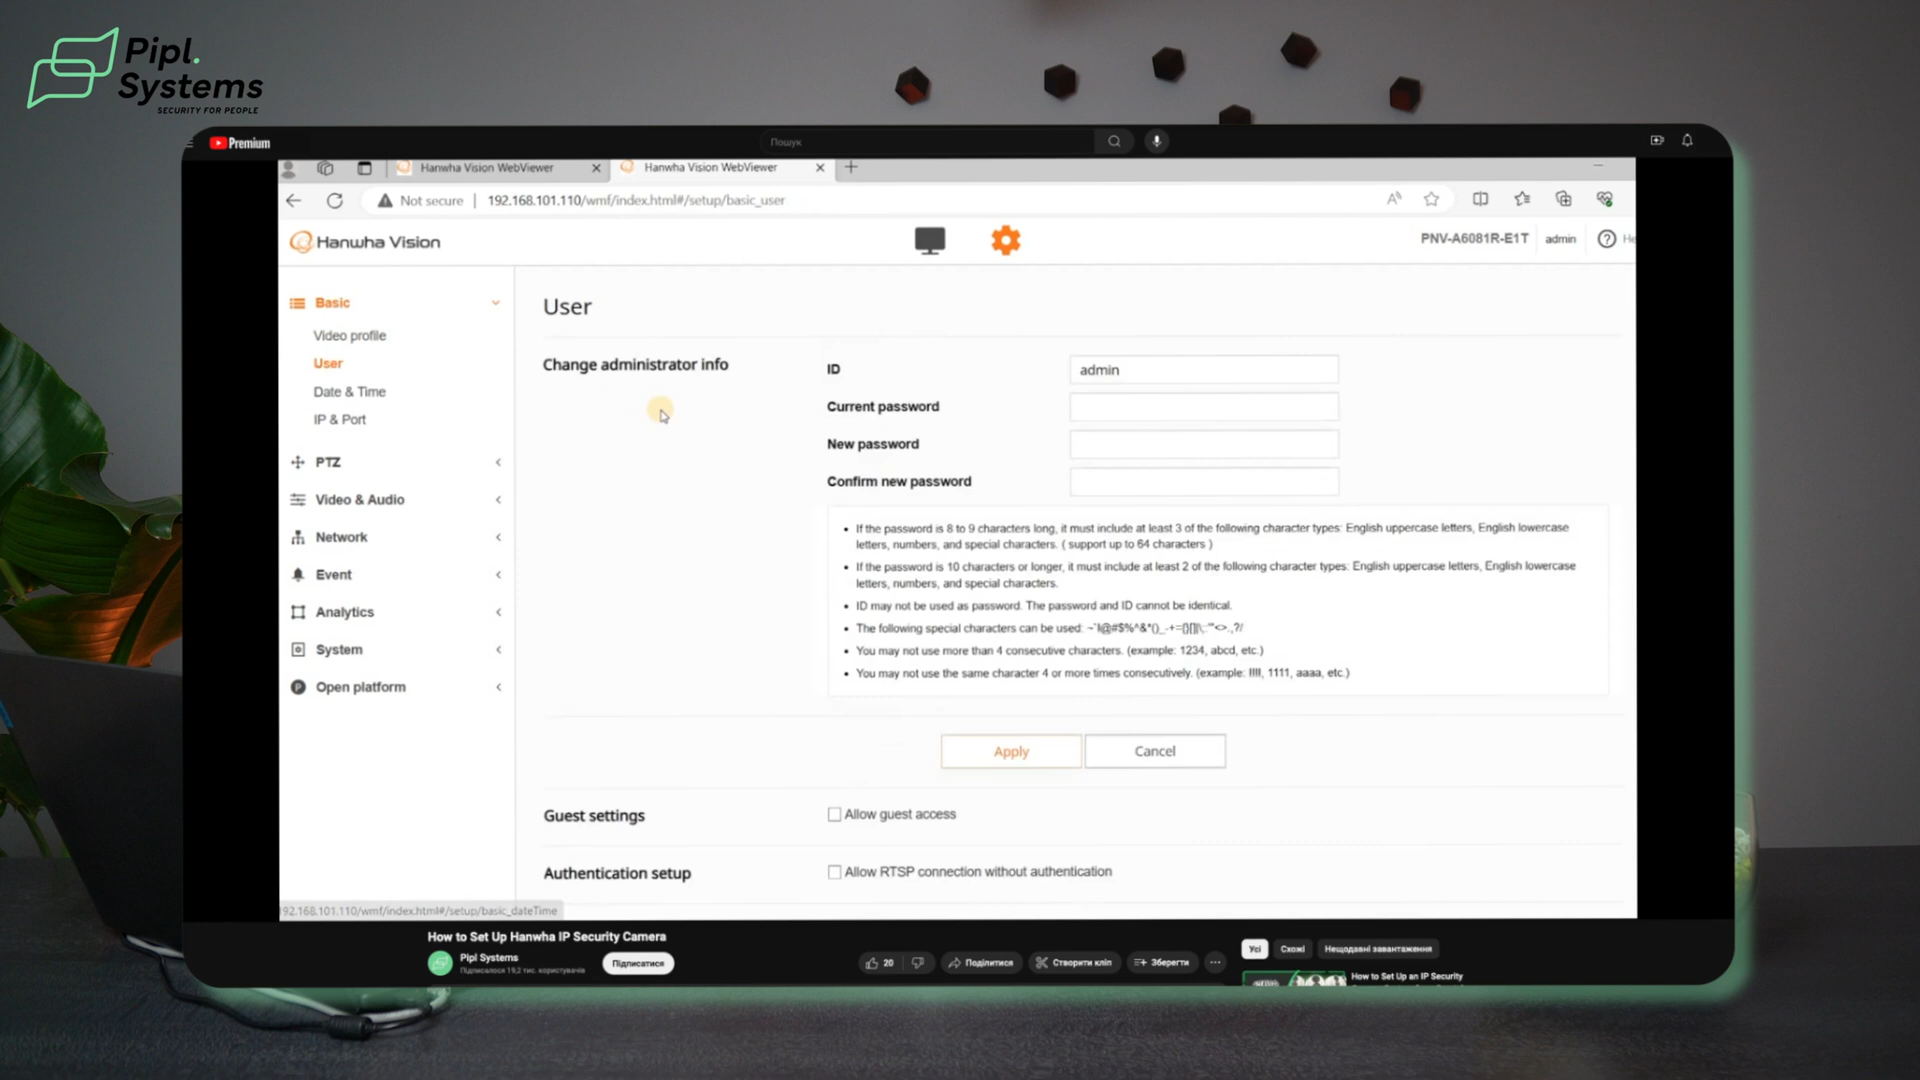 Pipl.
Systems
SECURITY FOR PEOPLE
Premium
Пошук
Hanwha Vision WebViewer
Hanwha Vision WebViewer
Not secure
192.168.101.110/wmf/index.html#/setup/basic_user
Hanwha Vision
PNV-A6081R-E1T
admin
He
Basic
Video profile
User
Date & Time
IP & Port
PTZ
Video & Audio
Network
Event
Analytics
System
Open platform
User
Change administrator info
ID
admin
Current password
New password
Confirm new password
If the password is 8 to 9 characters long, it must include at least 3 of the following character types: English uppercase letters, English lowercase
letters, numbers, and special characters. ( support up to 64 characters )
If the password is 10 characters or longer, it must include at least 2 of the following character types: English uppercase letters, English lowercase
letters, numbers, and special characters.
ID may not be used as password. The password and ID cannot be identical.
The following special characters can be used:
You may not use more than 4 consecutive characters. (example: 1234, abcd, etc.)
You may not use the same character 4 or more times consecutively. (example: !!!!, 1111, aaaa, etc.)
Apply
Cancel
Guest settings
Allow guest access
Authentication setup
Allow RTSP connection without authentication
192.168.101.110/wmf/index.html#/setup/basic_dateTime
How to Set Up Hanwha IP Security Camera
Pipl Systems
Підписалося 19,2 тис. користувачів
Підписатися
20
Поділитися
Створити кліп
Зберегти
Усі
Схожі
Нещодавні завантаження
How to Set Up an IP Security